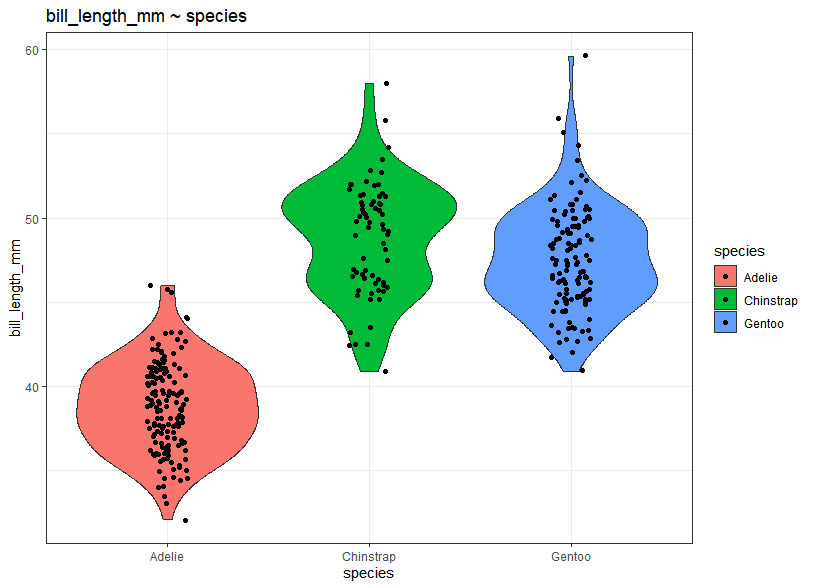 bill_length_mm ~ species
60
50
40
bill_length_mm
Adelie
Chinstrap
Gentoo
species
species
Adelie
Chinstrap
Gentoo